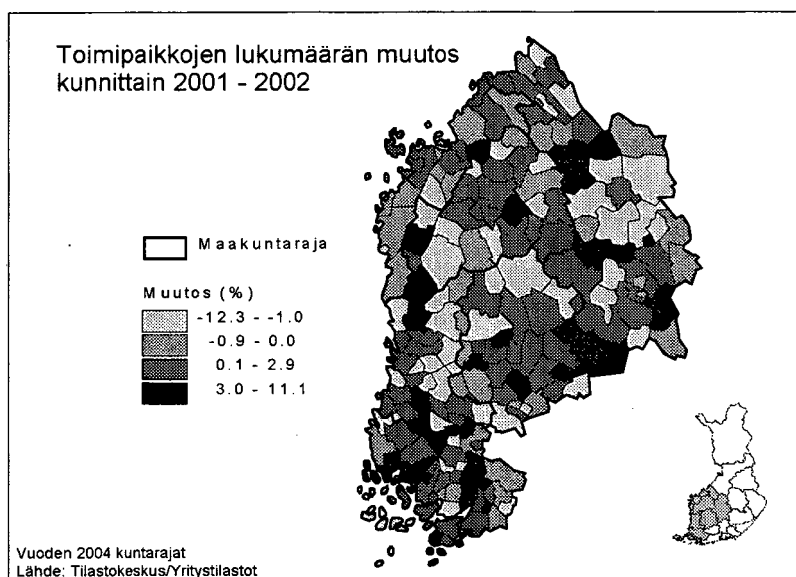 Toimipaikkojen lukumäärän muutos
kunnittain 2001 - 2002
Maakuntaraja
Muutos (%)
-12.3 - -1.0
-0.9 - 0.0
0.1 - 2.9
3.0 - 11.1
Vuoden 2004 kuntarajat
Lähde: Tilastokeskus/Yritystilastot